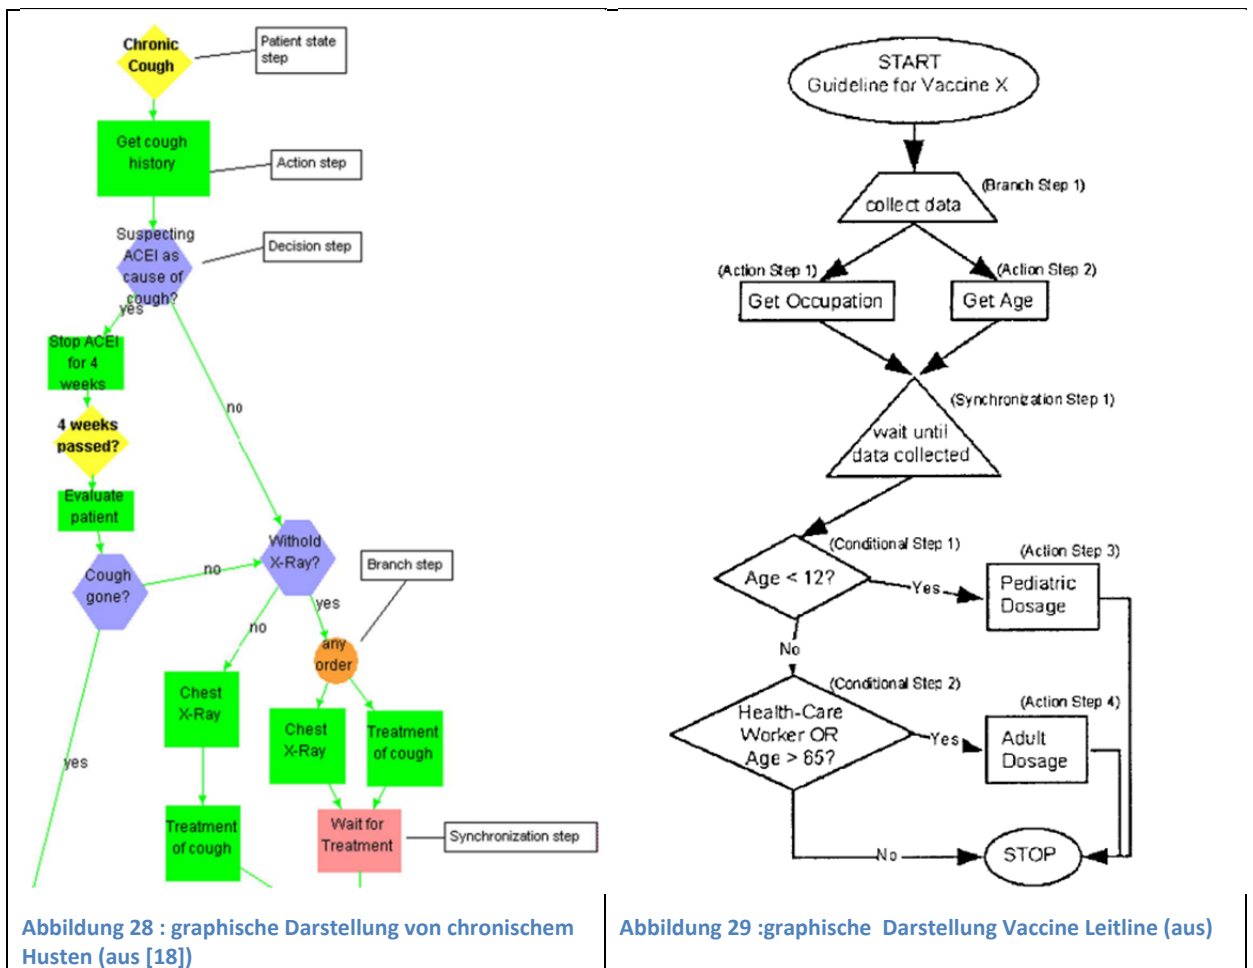 Chronic
Cough
Patient state
step
Get cough
history
Action step
Suspecting
ACEI as
cause of
cough?
Decision step
yes
no
Stop ACEI
for 4
weeks
4 weeks
passed?
Evaluate
patient
Cough
gone?
no
yes
Withold
X-Ray?
Branch step
no
yes
any
order
Chest
X-Ray
Treatment
of cough
Chest
X-Ray
Treatment
of cough
Wait for
Treatment
Synchronization step
Abbildung 28 : graphische Darstellung von chronischem
Husten (aus [18])
START
Guideline for Vaccine X
(Branch Step 1)
collect data
(Action Step 1)
Get Occupation
(Action Step 2)
Get Age
(Synchronization Step 1)
wait until
data collected
(Conditional Step 1)
Age < 12?
Yes
(Action Step 3)
Pediatric
Dosage
No
(Conditional Step 2)
Health-Care
Worker OR
Age > 65?
Yes
(Action Step 4)
Adult
Dosage
No
STOP
Abbildung 29 :graphische  Darstellung Vaccine Leitline (aus)